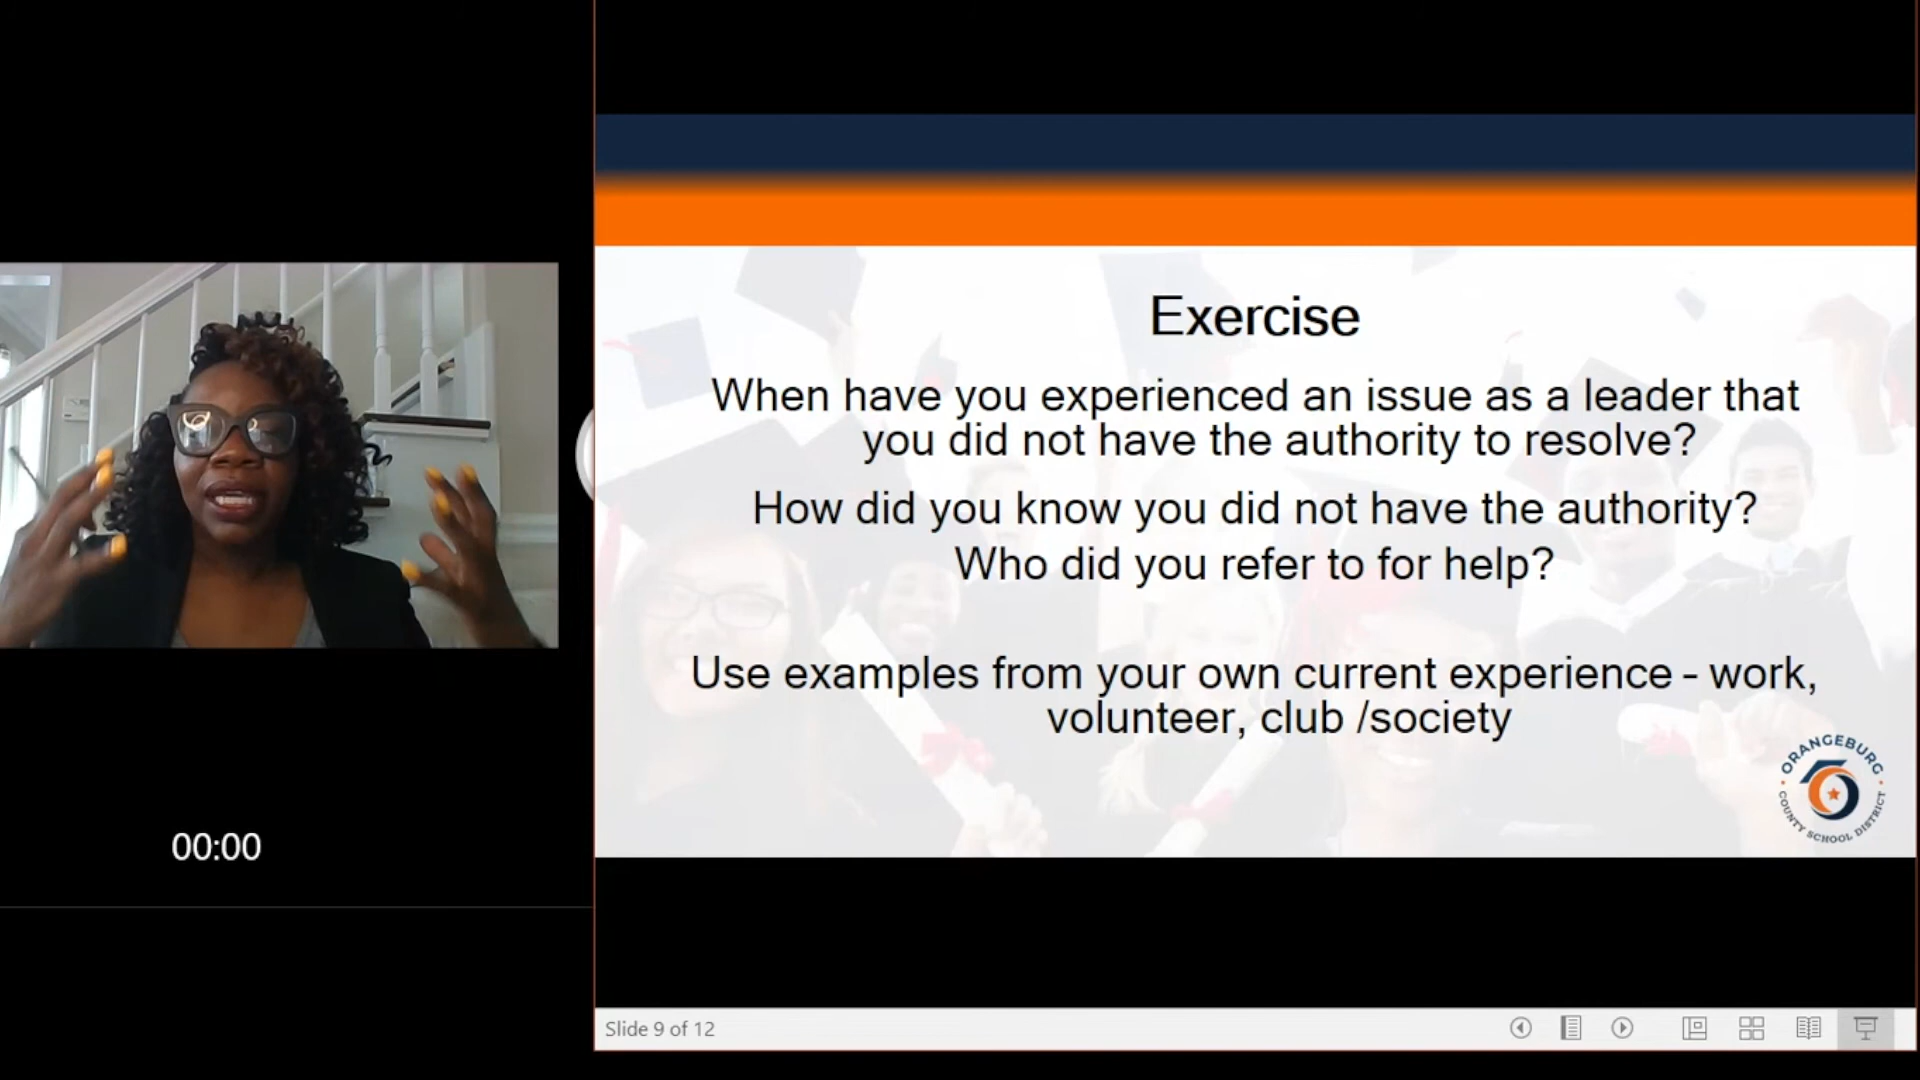 Exercise
When have you experienced an issue as a leader that
you did not have the authority to resolve?
How did you know you did not have the authority?
Who did you refer to for help?
Use examples from your own current experience - work,
volunteer, club /society
ORANGEBURG
COUNTY SCHOOL DISTRICT
00:00
Slide 9 of 12